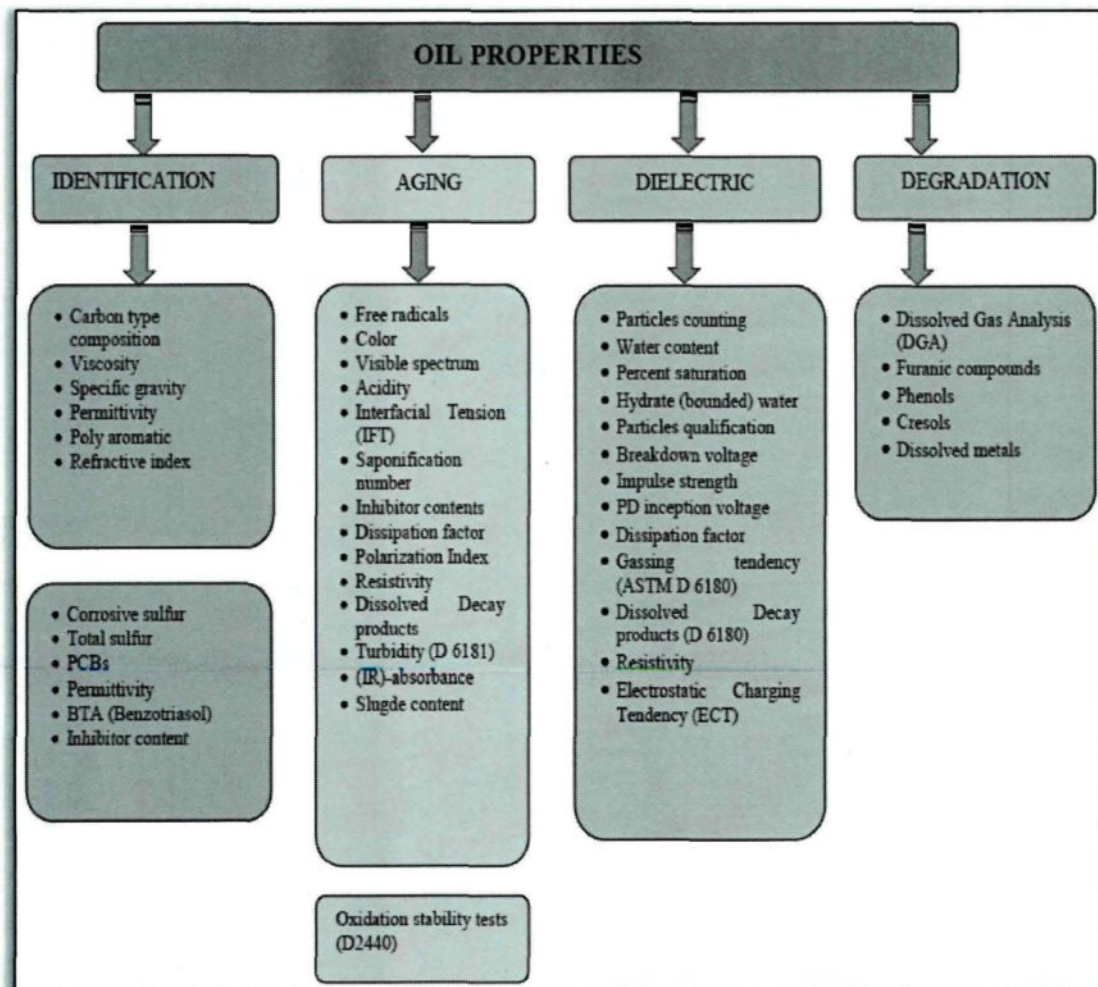 OIL PROPERTIES
IDENTIFICATION
AGING
DIELECTRIC
DEGRADATION
• Carbon type
composition
• Viscosity
• Specific gravity
• Permittivity
• Poly aromatic
• Refractive index
• Corrosive sulfur
• Total sulfur
• PCBs
• Permittivity
• BTA (Benzotriasol)
• Inhibitor content
• Free radicals
• Color
• Visible spectrum
• Acidity
• Interfacial Tension
(IFT)
• Saponification
number
• Inhibitor contents
• Dissipation factor
• Polarization Index
• Resistivity
• Dissolved Decay
products
• Turbidity (D 6181)
• (IR)-absorbance
• Slugde content
Oxidation stability tests
(D2440)
• Particles counting
• Water content
• Percent saturation
• Hydrate (bounded) water
• Particles qualification
• Breakdown voltage
• Impulse strength
• PD inception voltage
• Dissipation factor
• Gassing tendency
(ASTM D 6180)
• Dissolved Decay
products (D 6180)
• Resistivity
• Electrostatic Charging
Tendency (ECT)
• Dissolved Gas Analysis
(DGA)
• Furanic compounds
• Phenols
• Cresols
• Dissolved metals